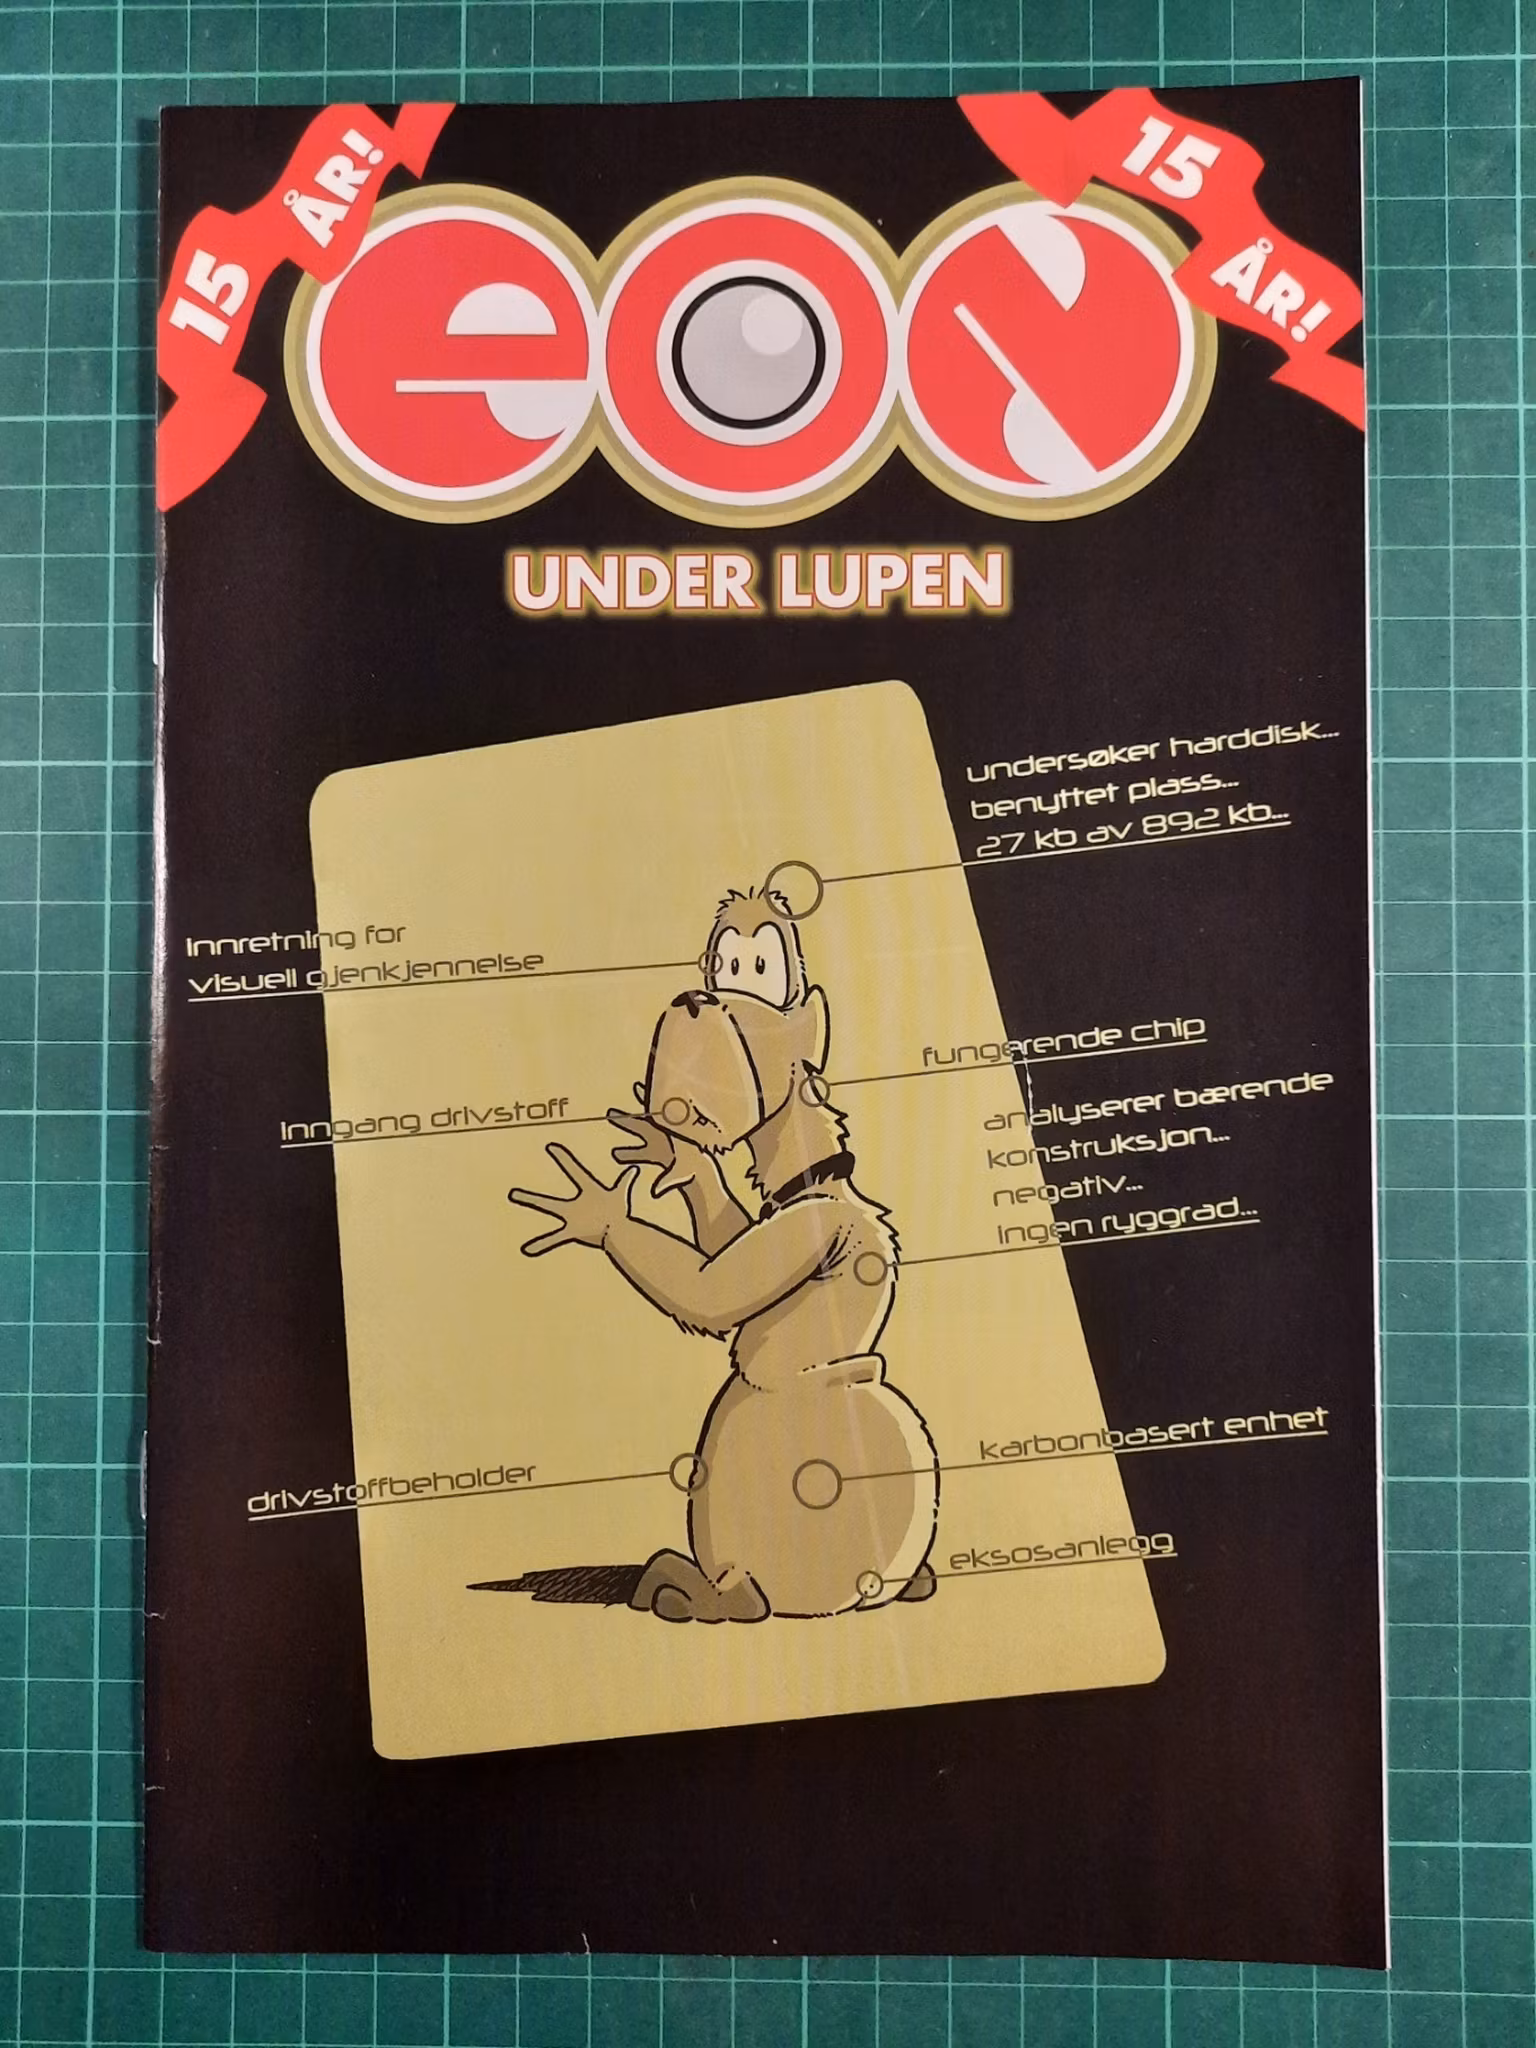 15 ÅR!
15 ÅR!
eON
UNDER LUPEN
undersøker harddisk...
benyttet plass...
27 kb av 892 kb...
innretning for
visuell gjenkjennelse
fungerende chip
inngang drivstoff
analyserer bærende
konstruksjon...
negativ...
ingen ryggrad...
karbonbasert enhet
drivstoffbeholder
eksosanlegg